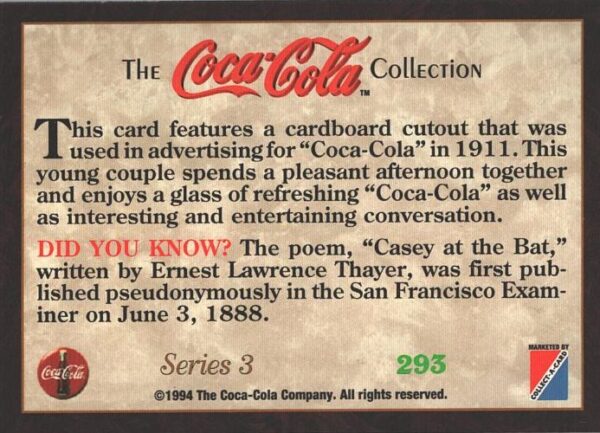 The Coca-Cola™ Collection
This card features a cardboard cutout that was
used in advertising for “Coca-Cola” in 1911. This
young couple spends a pleasant afternoon together
and enjoys a glass of refreshing “Coca-Cola” as well
as interesting and entertaining conversation.
DID YOU KNOW? The poem, “Casey at the Bat,”
written by Ernest Lawrence Thayer, was first pub-
lished pseudonymously in the San Francisco Exam-
iner on June 3, 1888.
Coca-Cola
Series 3
293
MARKETED BY
COLLECT-A-CARD
©1994 The Coca-Cola Company. All rights reserved.